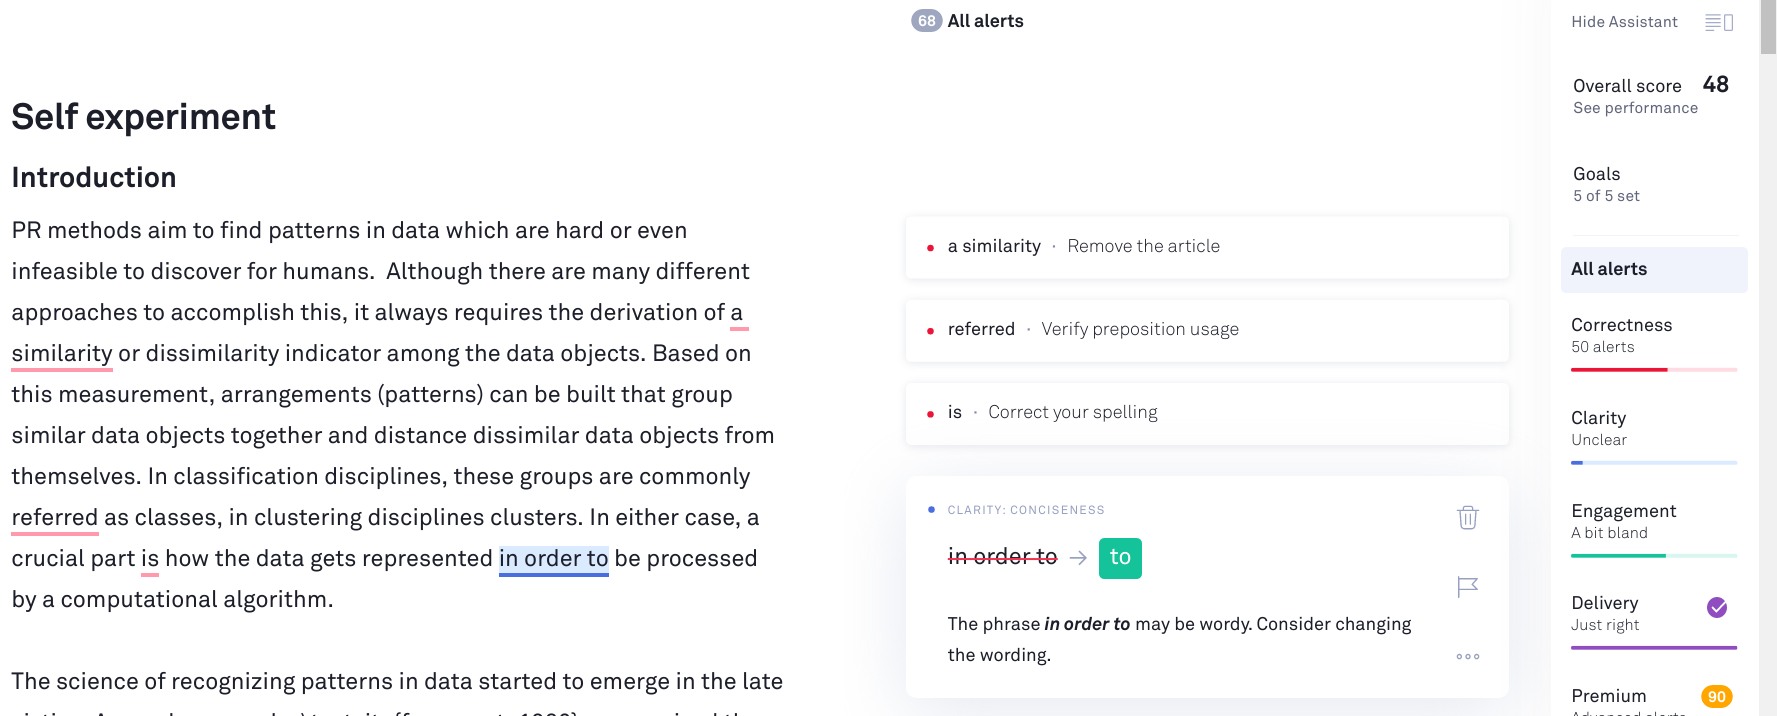 68 All alerts
Hide Assistant
Overall score 48
See performance
Goals
5 of 5 set
All alerts
Correctness
50 alerts
Clarity
Unclear
Engagement
A bit bland
Delivery
Just right
Premium 90
Self experiment
Introduction
PR methods aim to find patterns in data which are hard or even
infeasible to discover for humans.  Although there are many different
approaches to accomplish this, it always requires the derivation of a
similarity or dissimilarity indicator among the data objects. Based on
this measurement, arrangements (patterns) can be built that group
similar data objects together and distance dissimilar data objects from
themselves. In classification disciplines, these groups are commonly
referred as classes, in clustering disciplines clusters. In either case, a
crucial part is how the data gets represented in order to be processed
by a computational algorithm.
The science of recognizing patterns in data started to emerge in the late
a similarity · Remove the article
referred · Verify preposition usage
is · Correct your spelling
CLARITY: CONCISENESS
in order to → to
The phrase in order to may be wordy. Consider changing
the wording.